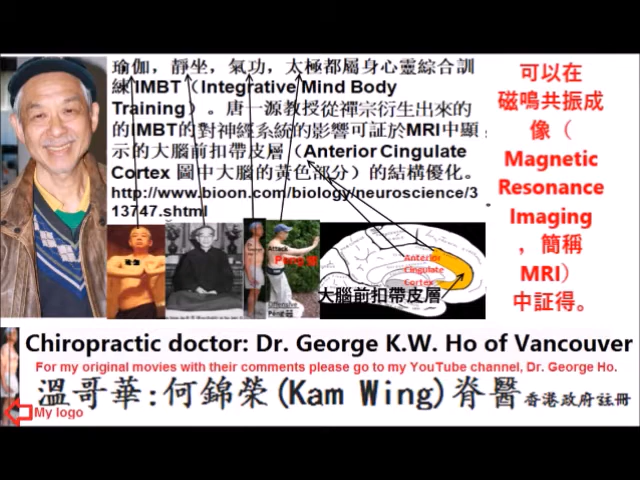 瑜伽，靜坐，氣功，太極都屬身心靈綜合訓
練IMBT（Integrative Mind Body
Training）。唐一源教授從禪宗衍生出來的
的IMBT的對神經系統的影響可証於MRI中顯
示的大腦前扣帶皮層（Anterior Cingulate
Cortex 圖中大腦的黃色部分）的結構優化。
http://www.bioon.com/biology/neuroscience/3
13747.shtml
Attack
Anterior
Cingulate
Cortex
大腦前扣帶皮層
可以在
磁鳴共振成
像（
Magnetic
Resonance
Imaging
，簡稱
MRI）
中証得。
Chiropractic doctor: Dr. George K.W. Ho of Vancouver
For my original movies with their comments please go to my YouTube channel, Dr. George Ho.
溫哥華:何錦榮(Kam Wing)脊醫香港政府註冊
My logo